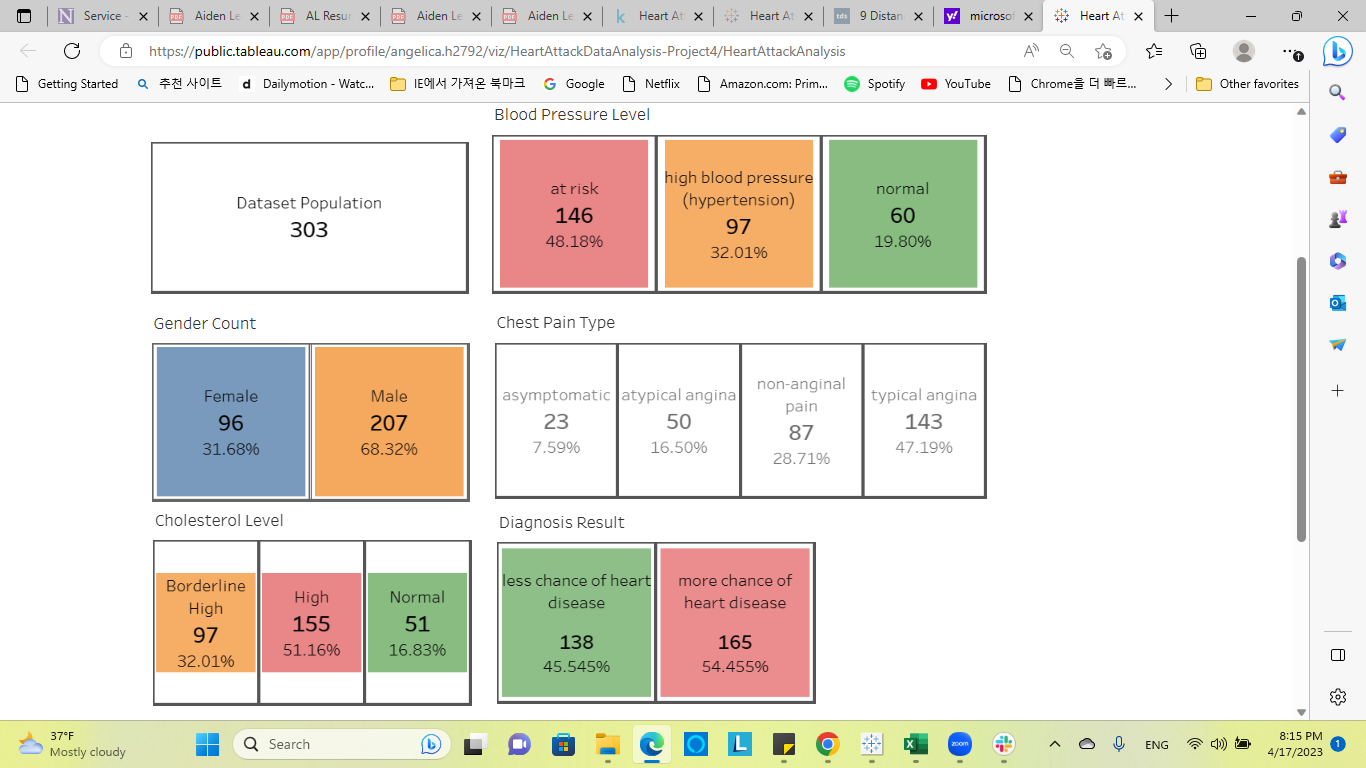 Service -
Aiden Le
AL Resur
Aiden Le
Aiden Le
Heart At
Heart At
9 Distan
microsof
Heart At
https://public.tableau.com/app/profile/angelica.h2792/viz/HeartAttackDataAnalysis-Project4/HeartAttackAnalysis
Getting Started
추천 사이트
Dailymotion - Watc...
IE에서 가져온 북마크
Google
Netflix
Amazon.com: Prim...
Spotify
YouTube
Chrome을 더 빠르...
Other favorites
Dataset Population
303
Blood Pressure Level
at risk
146
48.18%
high blood pressure
(hypertension)
97
32.01%
normal
60
19.80%
Gender Count
Female
96
31.68%
Male
207
68.32%
Chest Pain Type
asymptomatic
23
7.59%
atypical angina
50
16.50%
non-anginal
pain
87
28.71%
typical angina
143
47.19%
Cholesterol Level
Borderline
High
97
32.01%
High
155
51.16%
Normal
51
16.83%
Diagnosis Result
less chance of heart
disease
138
45.545%
more chance of
heart disease
165
54.455%
37°F
Mostly cloudy
Search
zoom
ENG
8:15 PM
4/17/2023
1